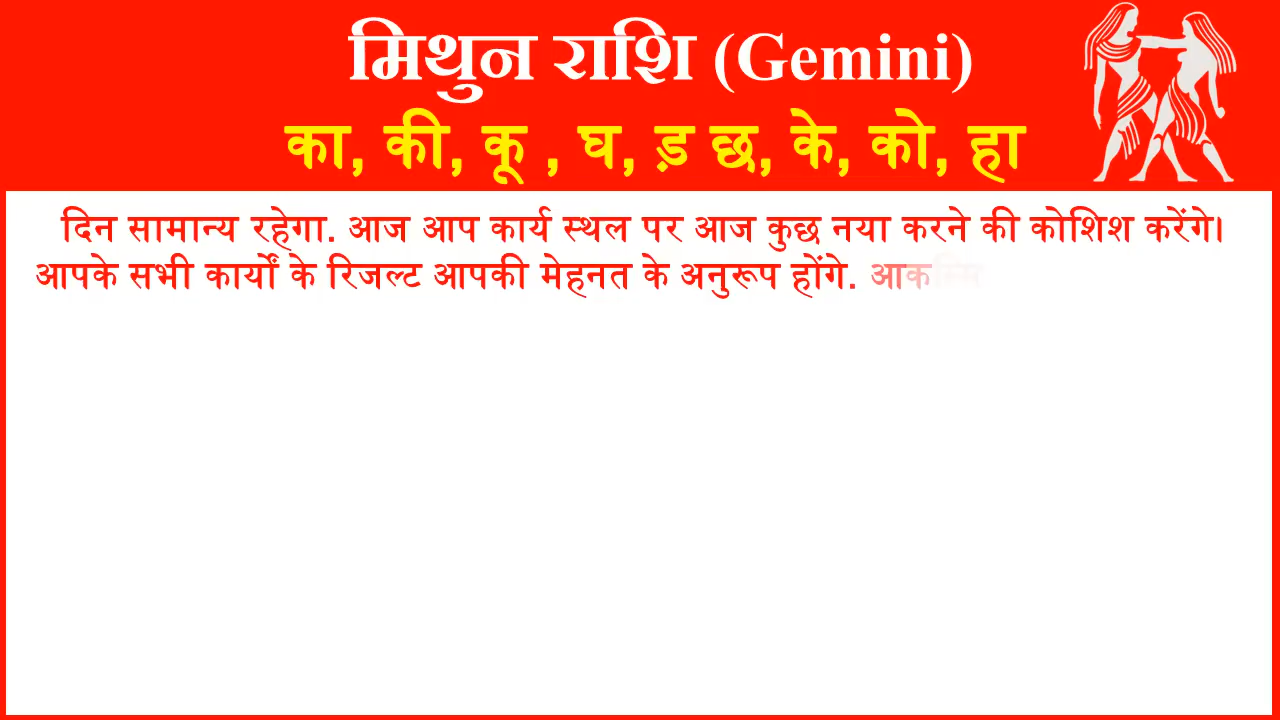 मिथुन राशि (Gemini)
का, की, कू , घ, ड़ छ, के, को, हा
दिन सामान्य रहेगा. आज आप कार्य स्थल पर आज कुछ नया करने की कोशिश करेंगे।
आपके सभी कार्यों के रिजल्ट आपकी मेहनत के अनुरूप होंगे.